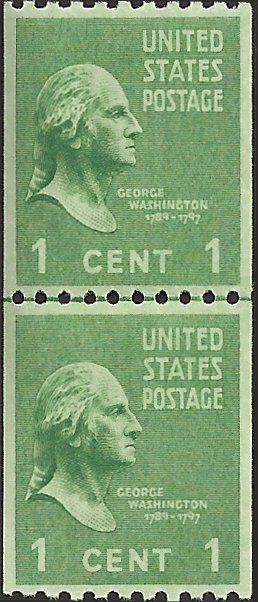 UNITED
STATES
POSTAGE
GEORGE
WASHINGTON
1789-1797
1 CENT 1
UNITED
STATES
POSTAGE
GEORGE
WASHINGTON
1789-1797
1 CENT 1